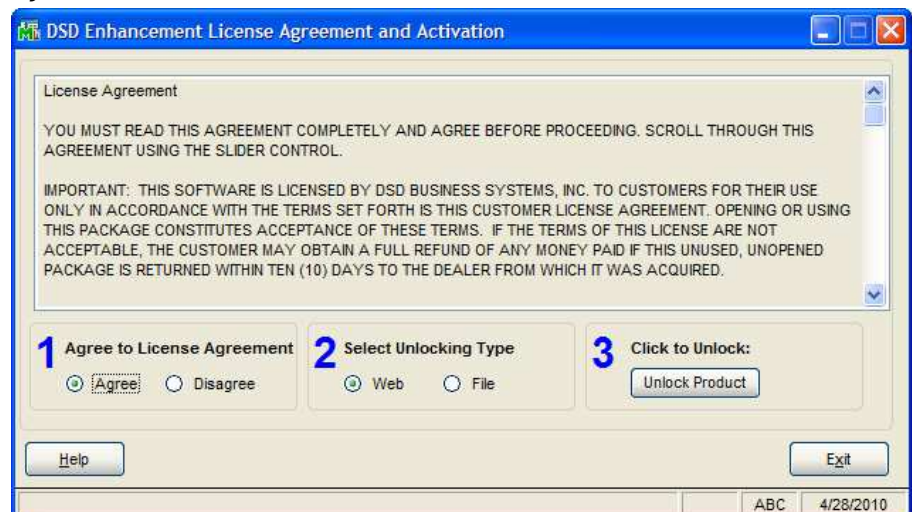 DSD Enhancement License Agreement and Activation
License Agreement
YOU MUST READ THIS AGREEMENT COMPLETELY AND AGREE BEFORE PROCEEDING. SCROLL THROUGH THIS
AGREEMENT USING THE SLIDER CONTROL.
IMPORTANT: THIS SOFTWARE IS LICENSED BY DSD BUSINESS SYSTEMS, INC. TO CUSTOMERS FOR THEIR USE
ONLY IN ACCORDANCE WITH THE TERMS SET FORTH IS THIS CUSTOMER LICENSE AGREEMENT. OPENING OR USING
THIS PACKAGE CONSTITUTES ACCEPTANCE OF THESE TERMS. IF THE TERMS OF THIS LICENSE ARE NOT
ACCEPTABLE, THE CUSTOMER MAY OBTAIN A FULL REFUND OF ANY MONEY PAID IF THIS UNUSED, UNOPENED
PACKAGE IS RETURNED WITHIN TEN (10) DAYS TO THE DEALER FROM WHICH IT WAS ACQUIRED.
1 Agree to License Agreement
Agree Disagree
2 Select Unlocking Type
Web File
3 Click to Unlock:
Unlock Product
Help Exit
ABC 4/28/2010